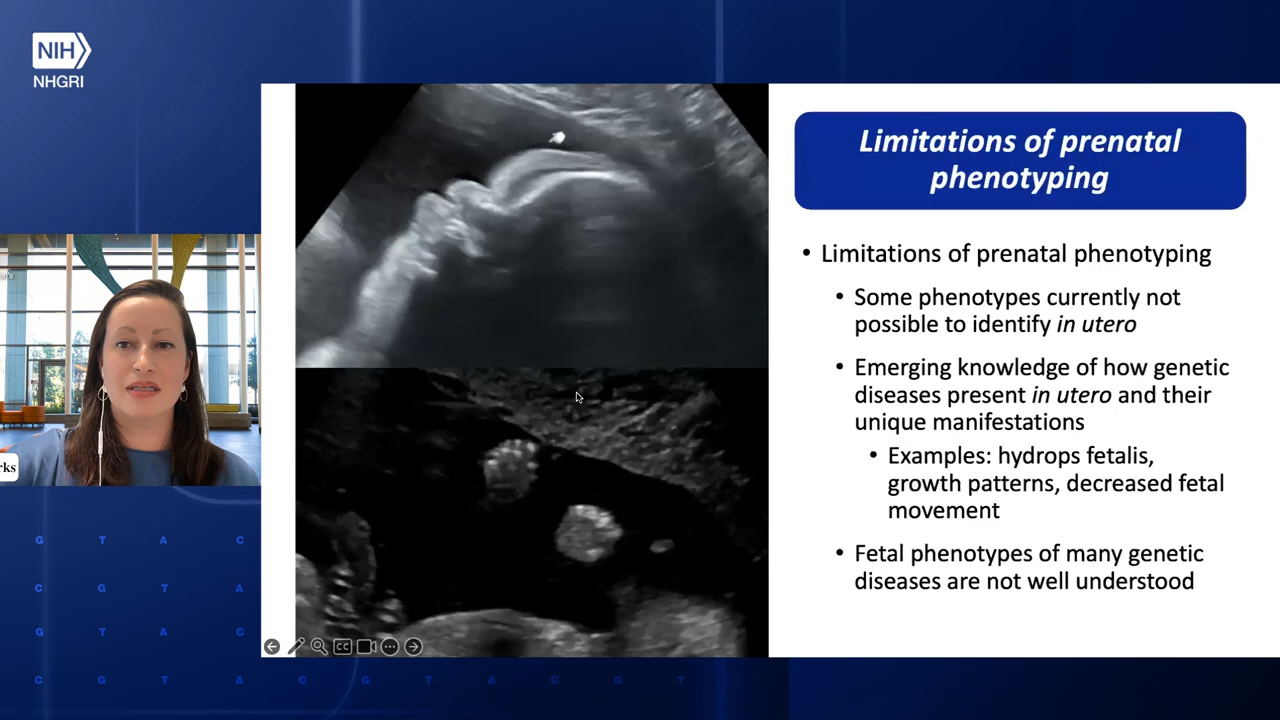 NIH
NHGRI
Limitations of prenatal
phenotyping
• Limitations of prenatal phenotyping
• Some phenotypes currently not
possible to identify in utero
• Emerging knowledge of how genetic
diseases present in utero and their
unique manifestations
• Examples: hydrops fetalis,
growth patterns, decreased fetal
movement
• Fetal phenotypes of many genetic
diseases are not well understood
rks
CC
G T A C
C G T A
G T A C
C G T A C G T A C G T